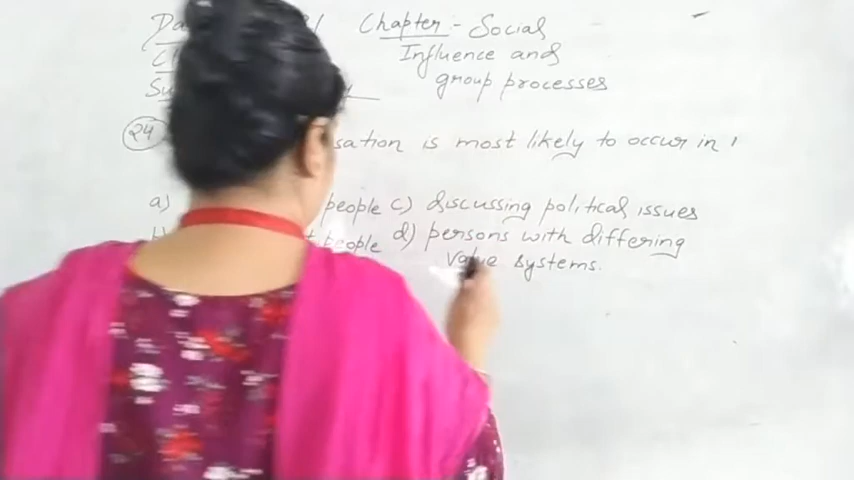 Chapter:- Social
Influence and
group processes
24 sation is most likely to occur in
a) people c) discussing political issues
people d) persons with differing
value systems.